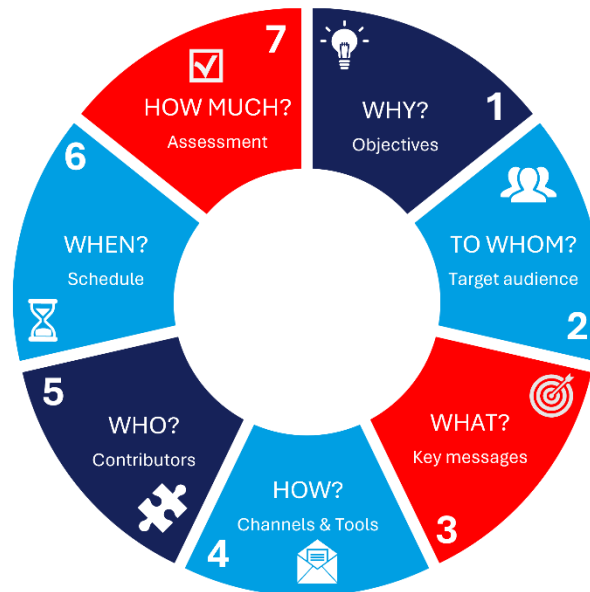 1
WHY?
Objectives
2
TO WHOM?
Target audience
3
WHAT?
Key messages
4
HOW?
Channels & Tools
5
WHO?
Contributors
6
WHEN?
Schedule
7
HOW MUCH?
Assessment